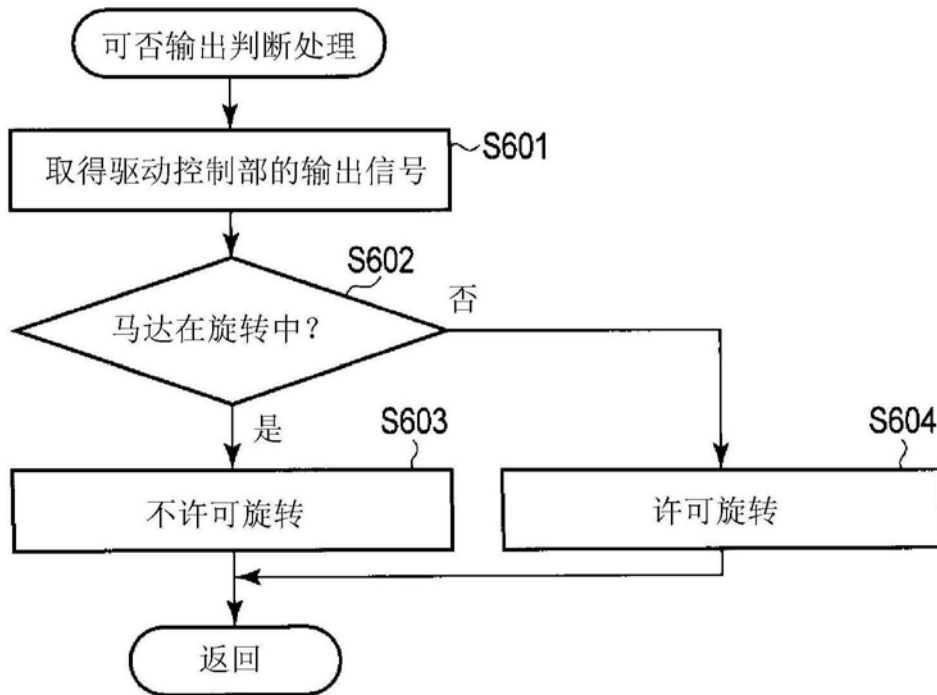 可否输出判断处理
S601
取得驱动控制部的输出信号
S602
马达在旋转中?
否
是
S603
不许可旋转
S604
许可旋转
返回